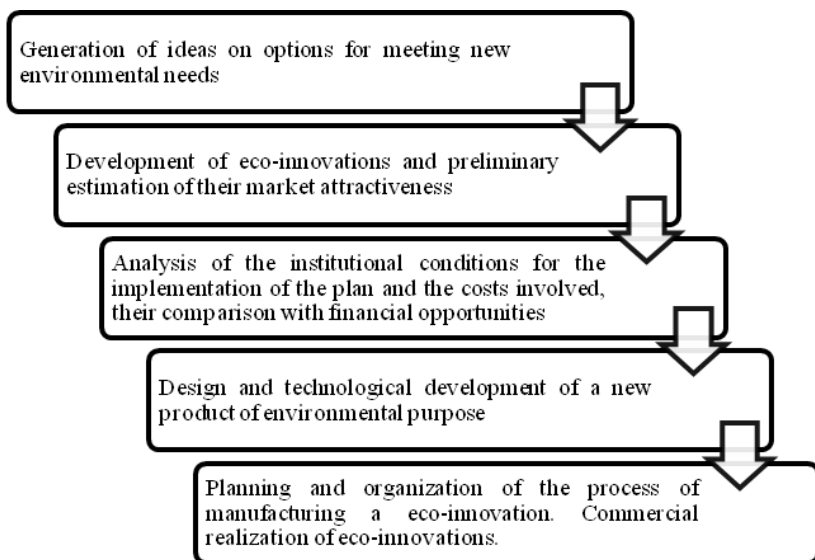 Generation of ideas on options for meeting new
environmental needs
Development of eco-innovations and preliminary
estimation of their market attractiveness
Analysis of the institutional conditions for the
implementation of the plan and the costs involved,
their comparison with financial opportunities
Design and technological development of a new
product of environmental purpose
Planning and organization of the process of
manufacturing a eco-innovation. Commercial
realization of eco-innovations.